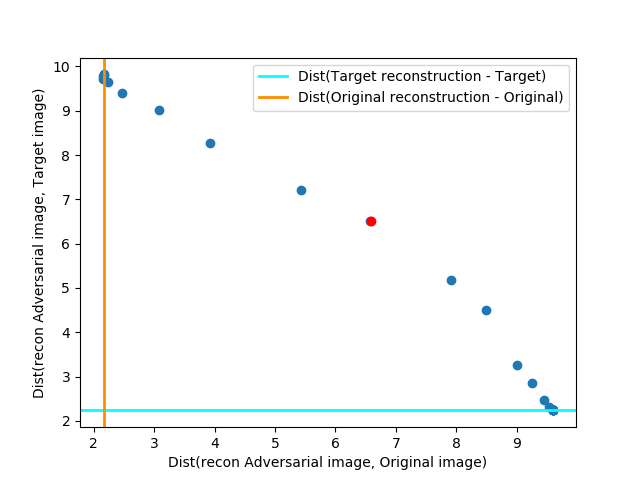 Dist(Target reconstruction - Target)
Dist(Original reconstruction - Original)
Dist(recon Adversarial image, Target image)
10
9
8
7
6
5
4
3
2
2 3 4 5 6 7 8 9
Dist(recon Adversarial image, Original image)